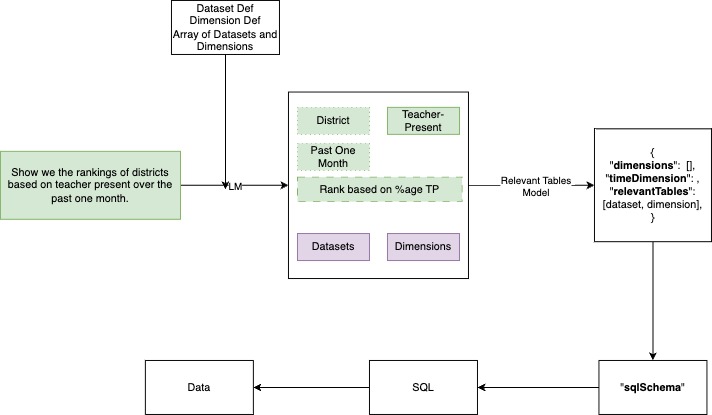 Dataset Def
Dimension Def
Array of Datasets and
Dimensions
Show we the rankings of districts
based on teacher present over the
past one month.
LM
District
Teacher-
Present
Past One
Month
Rank based on %age TP
Datasets
Dimensions
Relevant Tables
Model
{
"dimensions": [],
"timeDimension": ,
"relevantTables":
[dataset, dimension],
}
"sqlSchema"
SQL
Data